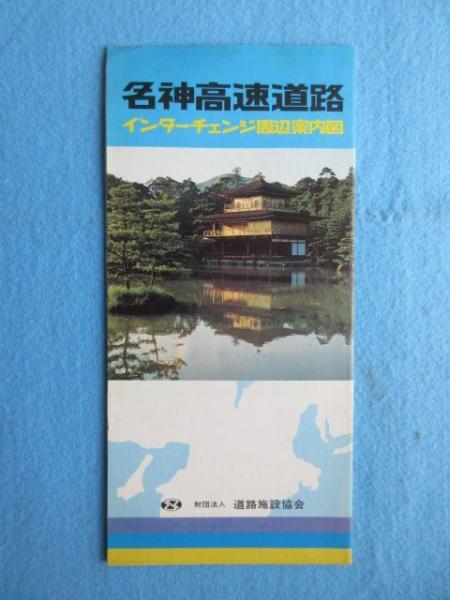 名神高速道路
インターチェンジ周辺案内図
財団法人 道路施設協会